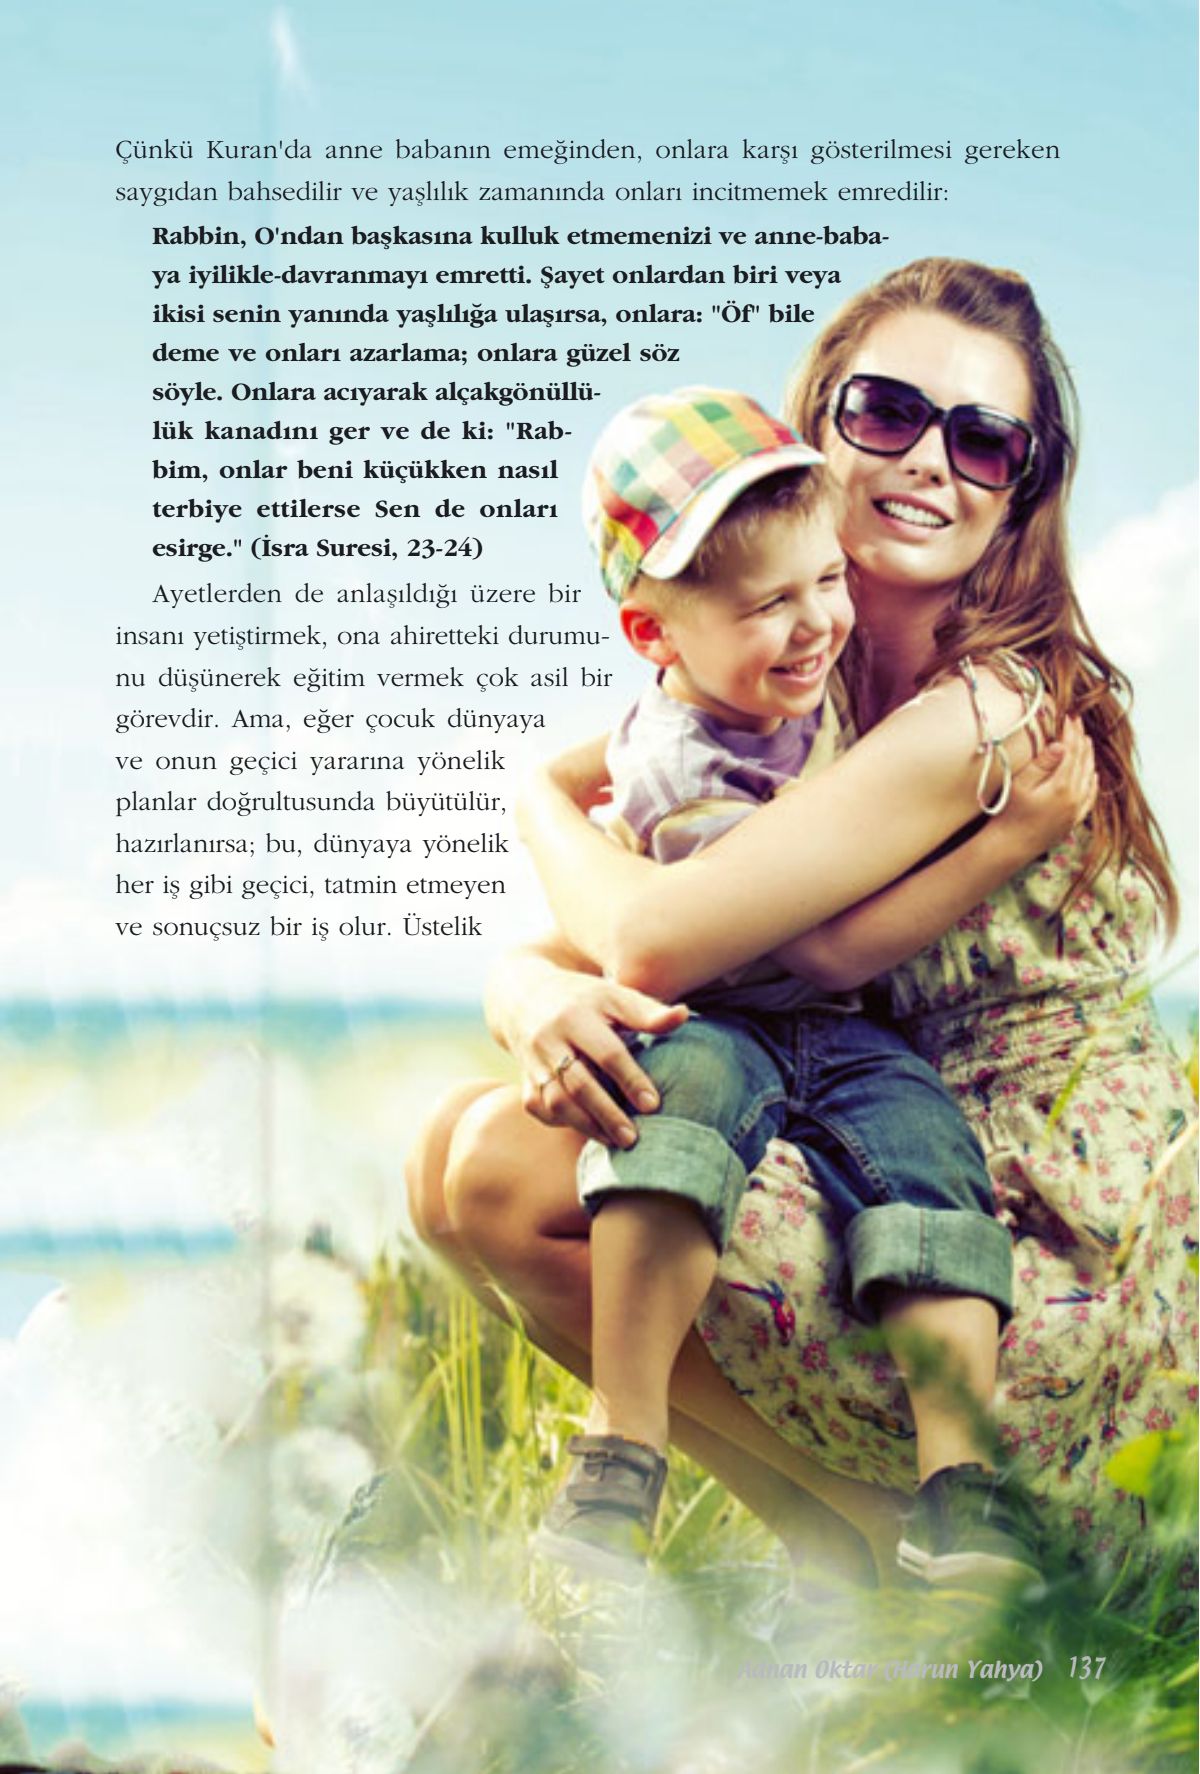 Çünkü Kuran'da anne babanın emeğinden, onlara karşı gösterilmesi gereken
saygıdan bahsedilir ve yaşlılık zamanında onları incitmemek emredilir:
Rabbin, O'ndan başkasına kulluk etmemenizi ve anne-baba-
ya iyilikle-davranmayı emretti. Şayet onlardan biri veya
ikisi senin yanında yaşlılığa ulaşırsa, onlara: "Öf" bile
deme ve onları azarlama; onlara güzel söz
söyle. Onlara acıyarak alçakgönüllü-
lük kanadını ger ve de ki: "Rab-
bim, onlar beni küçükken nasıl
terbiye ettilerse Sen de onları
esirge." (İsra Suresi, 23-24)
Ayetlerden de anlaşıldığı üzere bir
insanı yetiştirmek, ona ahiretteki durumu-
nu düşünerek eğitim vermek çok asil bir
görevdir. Ama, eğer çocuk dünyaya
ve onun geçici yararına yönelik
planlar doğrultusunda büyütülür,
hazırlanırsa; bu, dünyaya yönelik
her iş gibi geçici, tatmin etmeyen
ve sonuçsuz bir iş olur. Üstelik
Adnan Oktar (Harun Yahya) 137